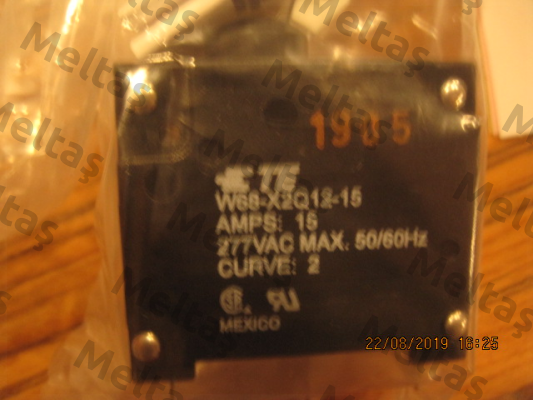 Meltaş
1905
TE
W68-X2Q12-15
AMPS: 15
277VAC MAX. 50/60Hz
CURVE: 2
MEXICO
22/08/2019 16:25